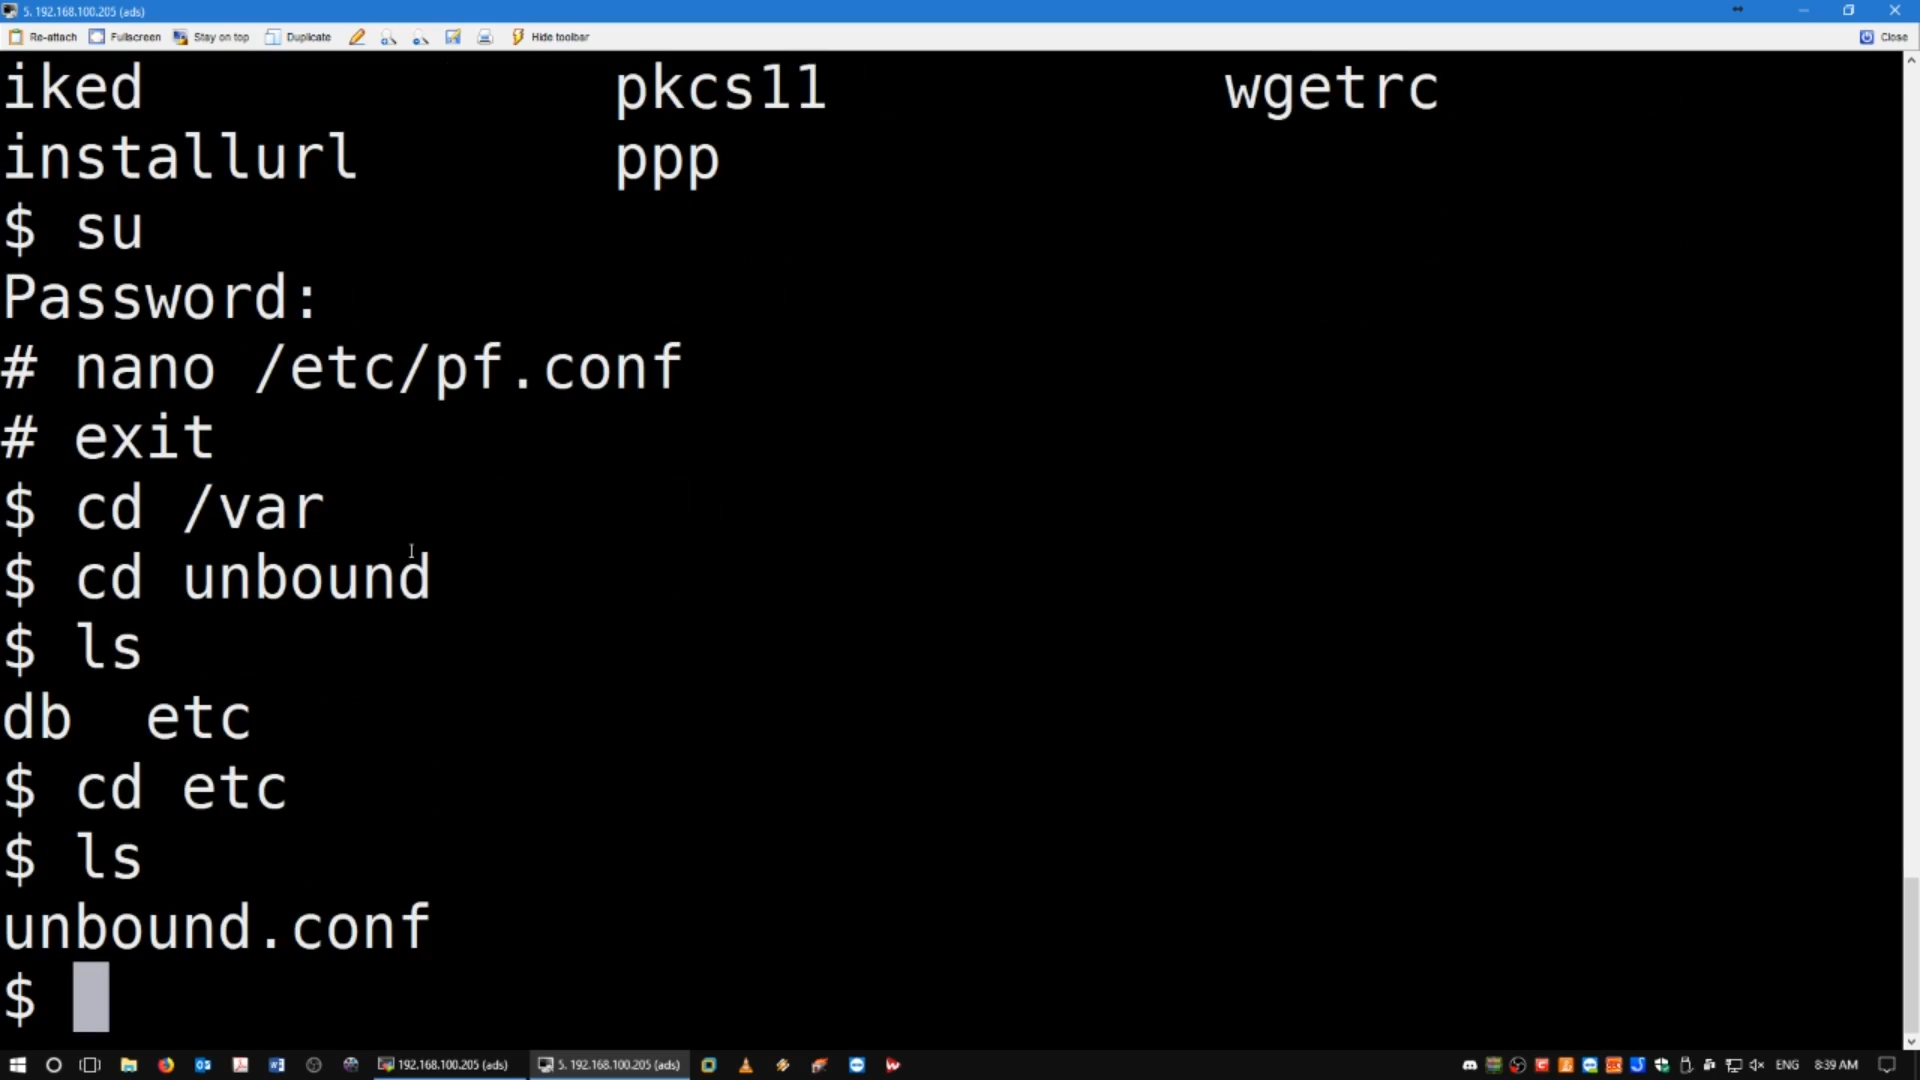 5. 192.168.100.205 (ads)
Re-attach Fullscreen Stay on top Duplicate Hide toolbar Close
iked pkcs11 wgetrc
installurl ppp
$ su
Password:
# nano /etc/pf.conf
# exit
$ cd /var
$ cd unbound
$ ls
db etc
$ cd etc
$ ls
unbound.conf
$
192.168.100.205 (ads) 5. 192.168.100.205 (ads) ENG 8:39 AM